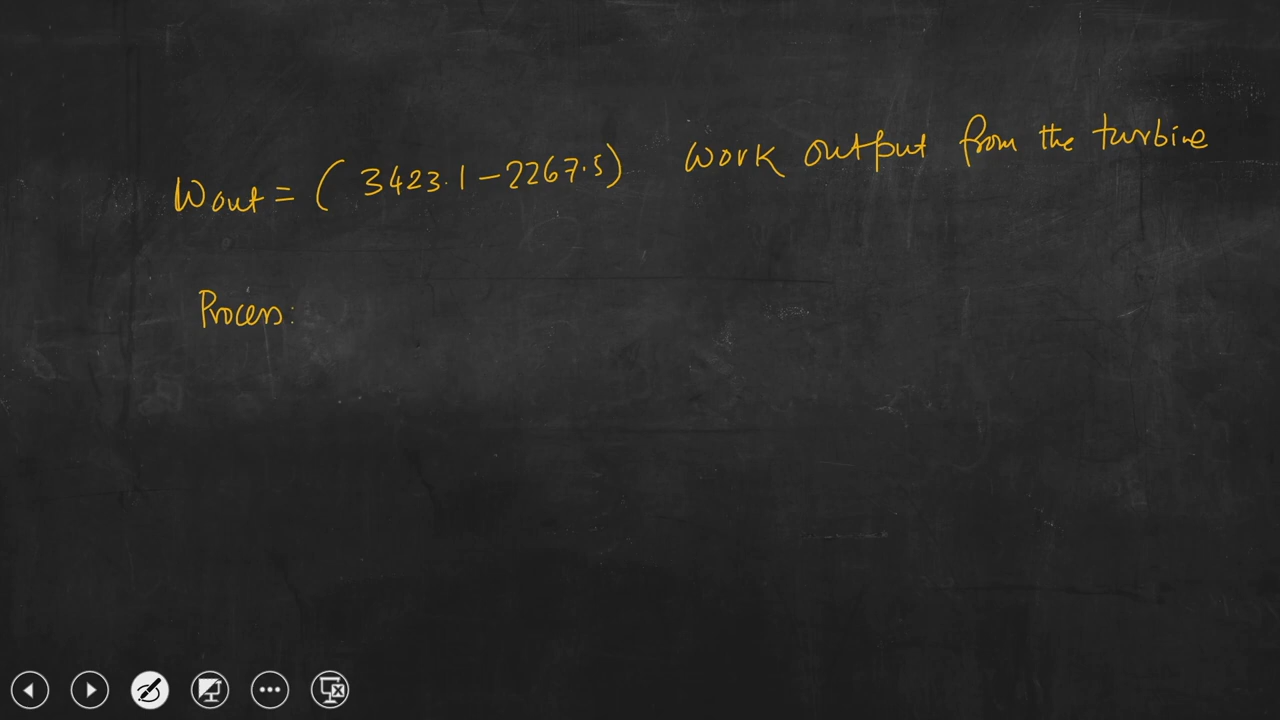 Wout = ( 3423.1 - 2267.5) Work output from the turbine
Process: